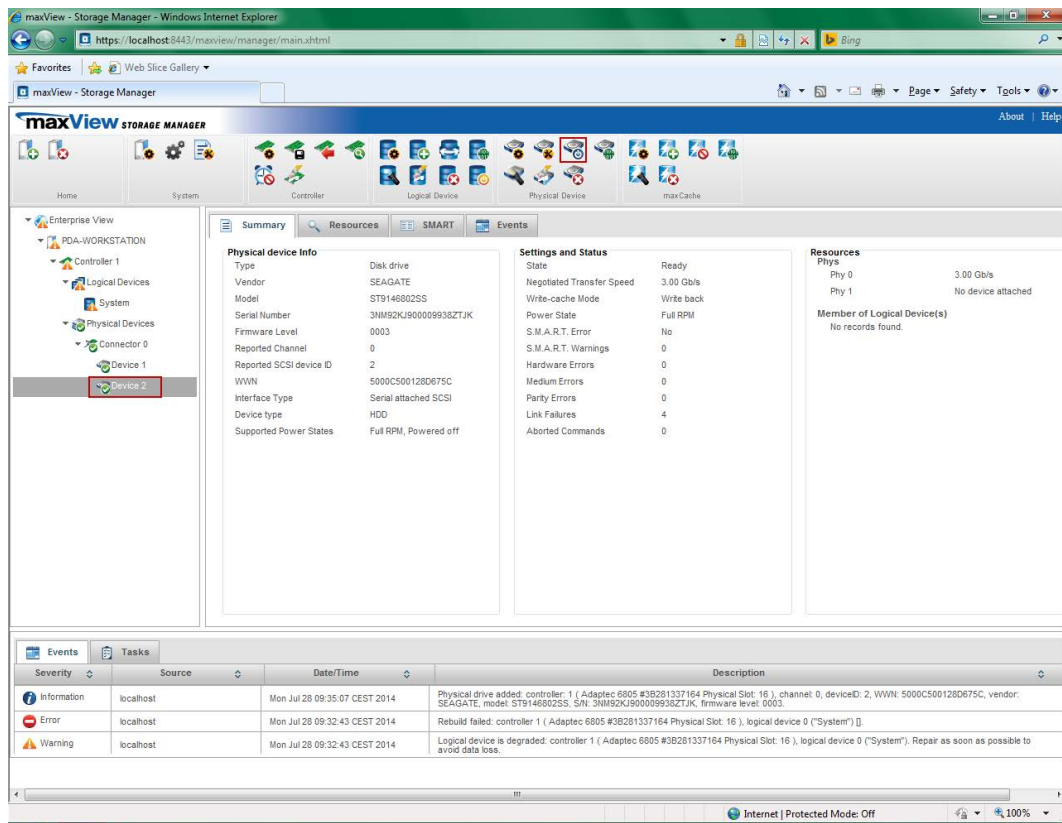 maxView - Storage Manager - Windows Internet Explorer
https://localhost:8443/maxview/manager/main.xhtml
Bing
Favorites Web Slice Gallery
maxView - Storage Manager
Page Safety Tools
maxView STORAGE MANAGER
About | Help
Home System Controller Logical Device Physical Device maxCache
Enterprise View
PDA-WORKSTATION
Controller 1
Logical Devices
System
Physical Devices
Connector 0
Device 1
Device 2
Summary Resources SMART Events
Physical device Info
Type Disk drive
Vendor SEAGATE
Model ST9146802SS
Serial Number 3NM92KJ900009938ZTJK
Firmware Level 0003
Reported Channel 0
Reported SCSI device ID 2
WWN 5000C500128D675C
Interface Type Serial attached SCSI
Device type HDD
Supported Power States Full RPM, Powered off
Settings and Status
State Ready
Negotiated Transfer Speed 3.00 Gb/s
Write-cache Mode Write back
Power State Full RPM
S.M.A.R.T. Error No
S.M.A.R.T. Warnings 0
Hardware Errors 0
Medium Errors 0
Parity Errors 0
Link Failures 4
Aborted Commands 0
Resources
Phys
Phy 0 3.00 Gb/s
Phy 1 No device attached
Member of Logical Device(s)
No records found.
Events Tasks
Severity Source Date/Time Description
Information localhost Mon Jul 28 09:35:07 CEST 2014 Physical drive added: controller: 1 ( Adaptec 6805 #3B281337164 Physical Slot: 16 ), channel: 0, deviceID: 2, WWN: 5000C500128D675C, vendor:
SEAGATE, model: ST9146802SS, S/N: 3NM92KJ900009938ZTJK, firmware level: 0003.
Error localhost Mon Jul 28 09:32:43 CEST 2014 Rebuild failed: controller 1 ( Adaptec 6805 #3B281337164 Physical Slot: 16 ), logical device 0 ("System") [].
Warning localhost Mon Jul 28 09:32:43 CEST 2014 Logical device is degraded: controller 1 ( Adaptec 6805 #3B281337164 Physical Slot: 16 ), logical device 0 ("System"). Repair as soon as possible to
avoid data loss.
Internet | Protected Mode: Off 100%